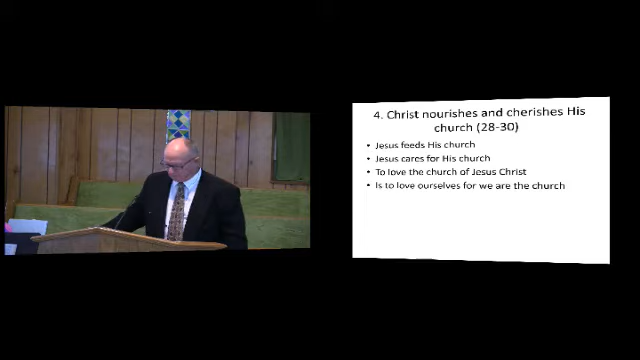 4. Christ nourishes and cherishes His
church (28-30)
• Jesus feeds His church
• Jesus cares for His church
• To love the church of Jesus Christ
• Is to love ourselves for we are the church